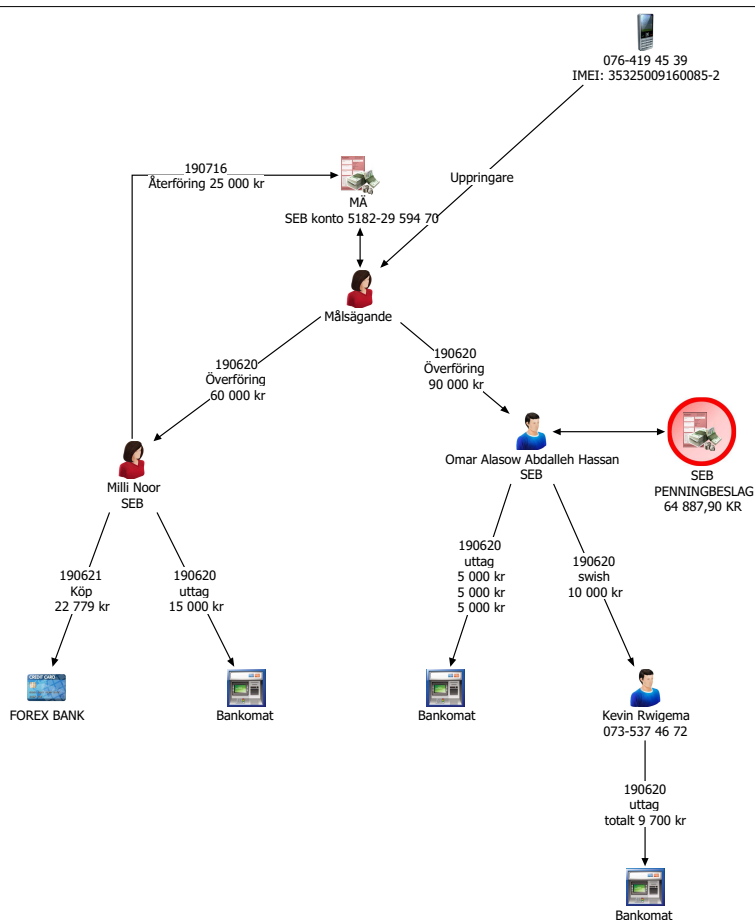 076-419 45 39
IMEI: 35325009160085-2
190716
Återföring 25 000 kr
Uppringare
MÄ
SEB konto 5182-29 594 70
Målsägande
190620
Överföring
60 000 kr
190620
Överföring
90 000 kr
Milli Noor
SEB
Omar Alasow Abdalleh Hassan
SEB
SEB
PENNINGBESLAG
64 887,90 KR
190621
Köp
22 779 kr
190620
uttag
15 000 kr
190620
uttag
5 000 kr
5 000 kr
5 000 kr
190620
swish
10 000 kr
CREDIT CARD
FOREX BANK
Bankomat
Bankomat
Kevin Rwigema
073-537 46 72
190620
uttag
totalt 9 700 kr
Bankomat